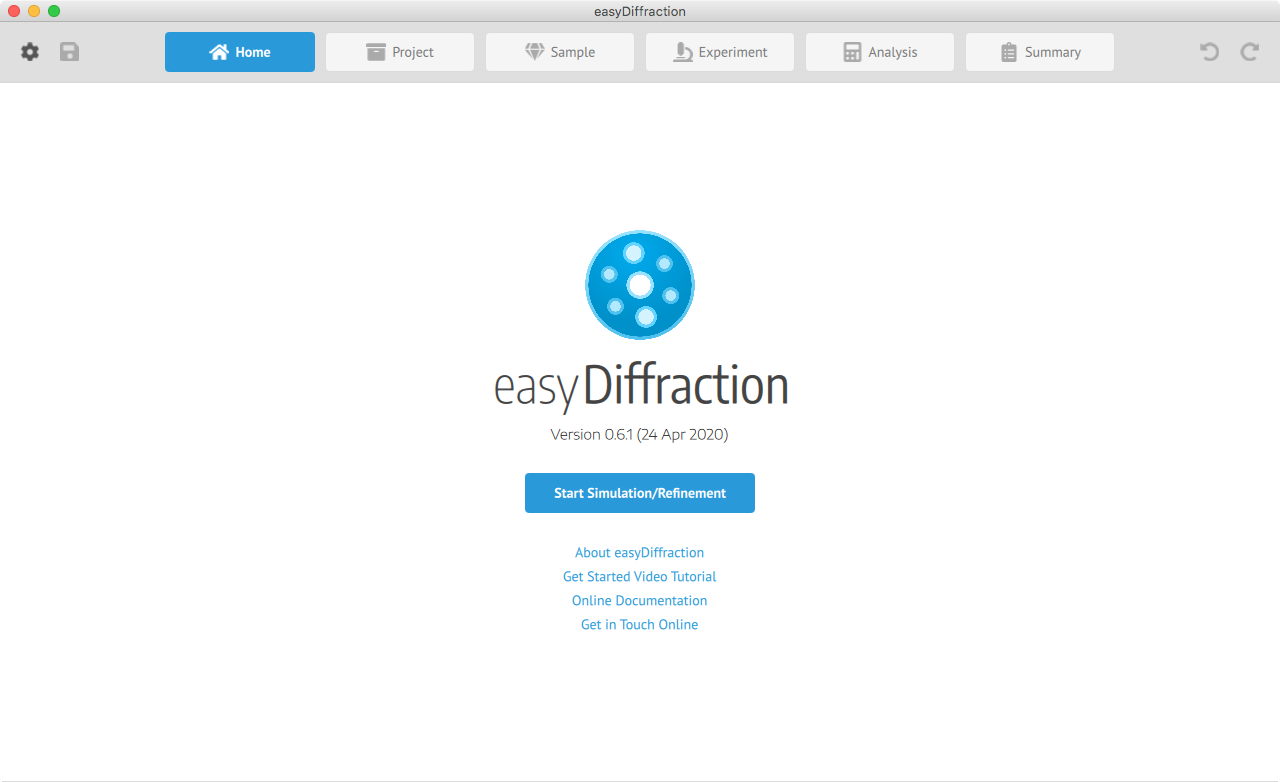 easyDiffraction
Home
Project
Sample
Experiment
Analysis
Summary
easyDiffraction
Version 0.6.1 (24 Apr 2020)
Start Simulation/Refinement
About easyDiffraction
Get Started Video Tutorial
Online Documentation
Get in Touch Online